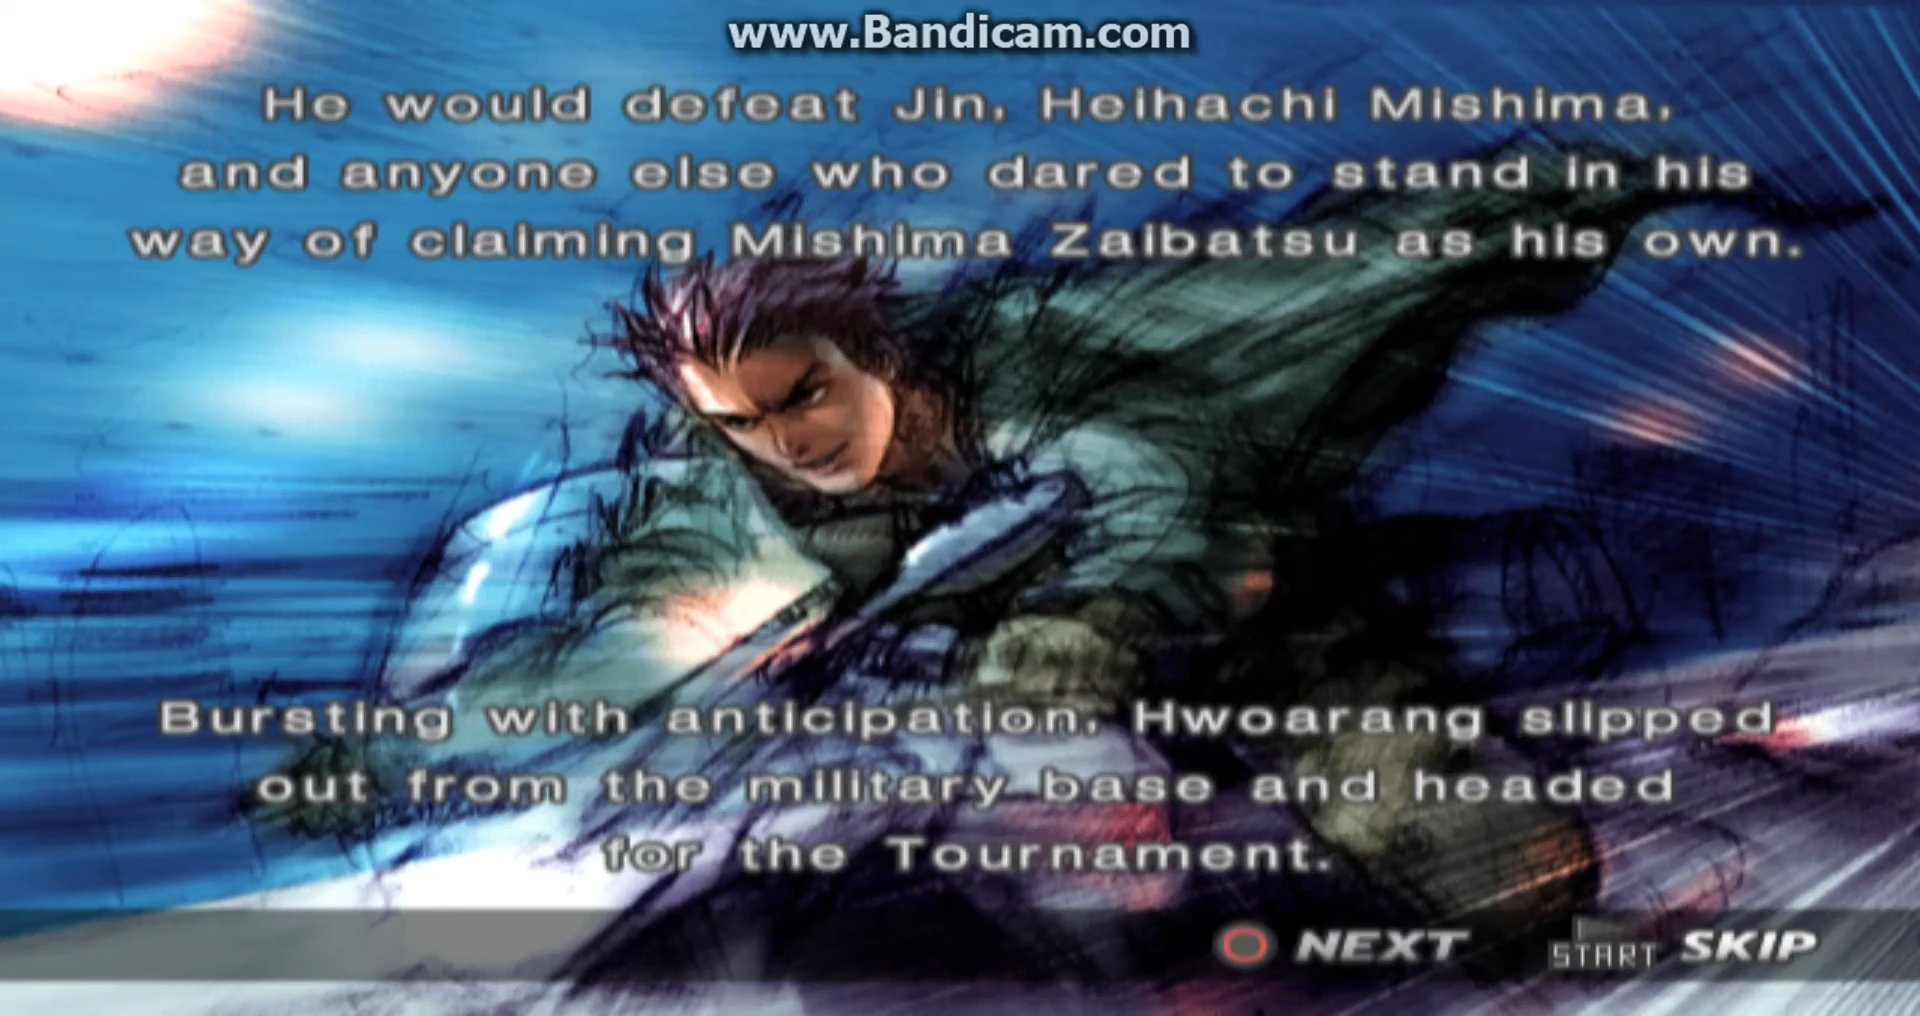 www.Bandicam.com
He would defeat Jin, Heihachi Mishima,
and anyone else who dared to stand in his
way of claiming Mishima Zaibatsu as his own.
Bursting with anticipation, Hwoarang slipped
out from the military base and headed
for the Tournament.
NEXT START SKIP